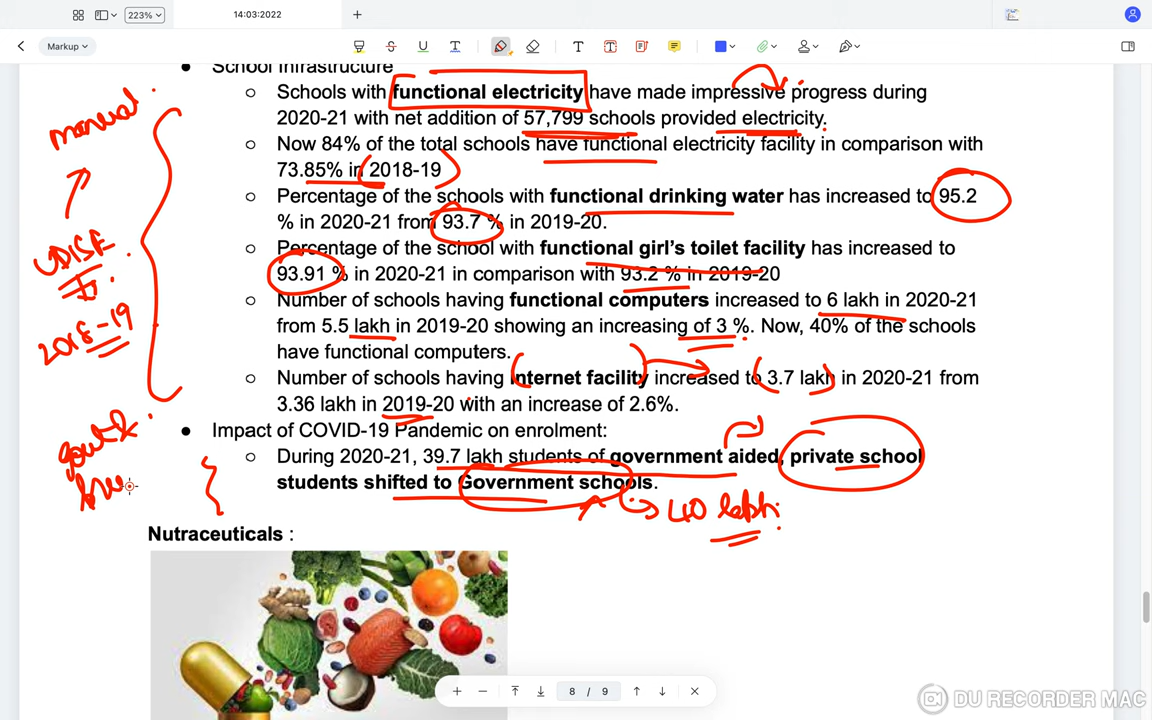 223%
14:03:2022
Markup
School Infrastructure
Schools with functional electricity have made impressive progress during
2020-21 with net addition of 57,799 schools provided electricity.
Now 84% of the total schools have functional electricity facility in comparison with
73.85% in 2018-19
Percentage of the schools with functional drinking water has increased to 95.2
% in 2020-21 from 93.7 % in 2019-20.
Percentage of the school with functional girl's toilet facility has increased to
93.91 % in 2020-21 in comparison with 93.2 % in 2019-20
Number of schools having functional computers increased to 6 lakh in 2020-21
from 5.5 lakh in 2019-20 showing an increasing of 3 %. Now, 40% of the schools
have functional computers.
Number of schools having internet facility increased to 3.7 lakh in 2020-21 from
3.36 lakh in 2019-20 with an increase of 2.6%.
Impact of COVID-19 Pandemic on enrolment:
During 2020-21, 39.7 lakh students of government aided, private school
students shifted to Government schools.
manual
UDISE
2018-19
40 lakh
Nutraceuticals :
8 / 9
DU RECORDER MAC